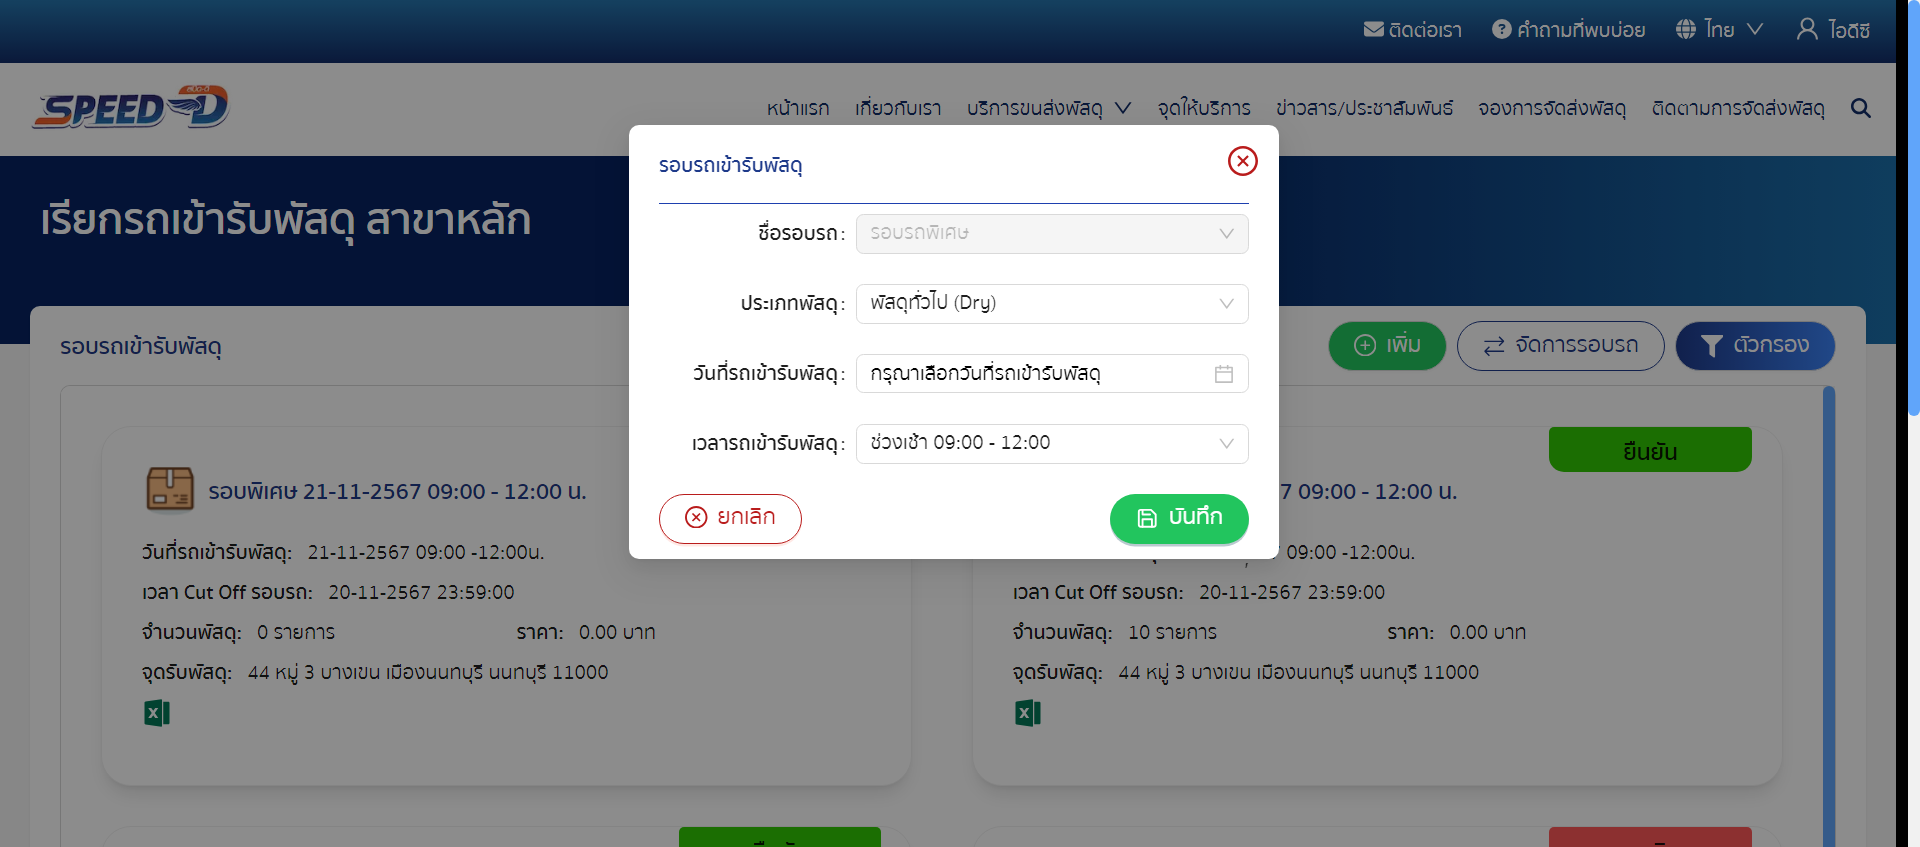 ติดต่อเรา คำถามที่พบบ่อย ไทย ไอดีซี
SPEED-D
หน้าแรก เกี่ยวกับเรา บริการขนส่งพัสดุ จุดให้บริการ ข่าวสาร/ประชาสัมพันธ์ จองการจัดส่งพัสดุ ติดตามการจัดส่งพัสดุ
เรียกรถเข้ารับพัสดุ สาขาหลัก
รอบรถเข้ารับพัสดุ
ชื่อรอบรถ: รอบรถพิเศษ
ประเภทพัสดุ: พัสดุทั่วไป (Dry)
วันที่รถเข้ารับพัสดุ: กรุณาเลือกวันที่รถเข้ารับพัสดุ
เวลารถเข้ารับพัสดุ: ช่วงเช้า 09:00 - 12:00
ยกเลิก บันทึก
รอบรถเข้ารับพัสดุ เพิ่ม จัดการรอบรถ ตัวกรอง
รอบพิเศษ 21-11-2567 09:00 - 12:00 น.
วันที่รถเข้ารับพัสดุ: 21-11-2567 09:00 -12:00น.
เวลา Cut Off รอบรถ: 20-11-2567 23:59:00
จำนวนพัสดุ: 0 รายการ ราคา: 0.00 บาท
จุดรับพัสดุ: 44 หมู่ 3 บางเขน เมืองนนทบุรี นนทบุรี 11000
ยืนยัน
7 09:00 - 12:00 น.
09:00 -12:00น.
เวลา Cut Off รอบรถ: 20-11-2567 23:59:00
จำนวนพัสดุ: 10 รายการ ราคา: 0.00 บาท
จุดรับพัสดุ: 44 หมู่ 3 บางเขน เมืองนนทบุรี นนทบุรี 11000